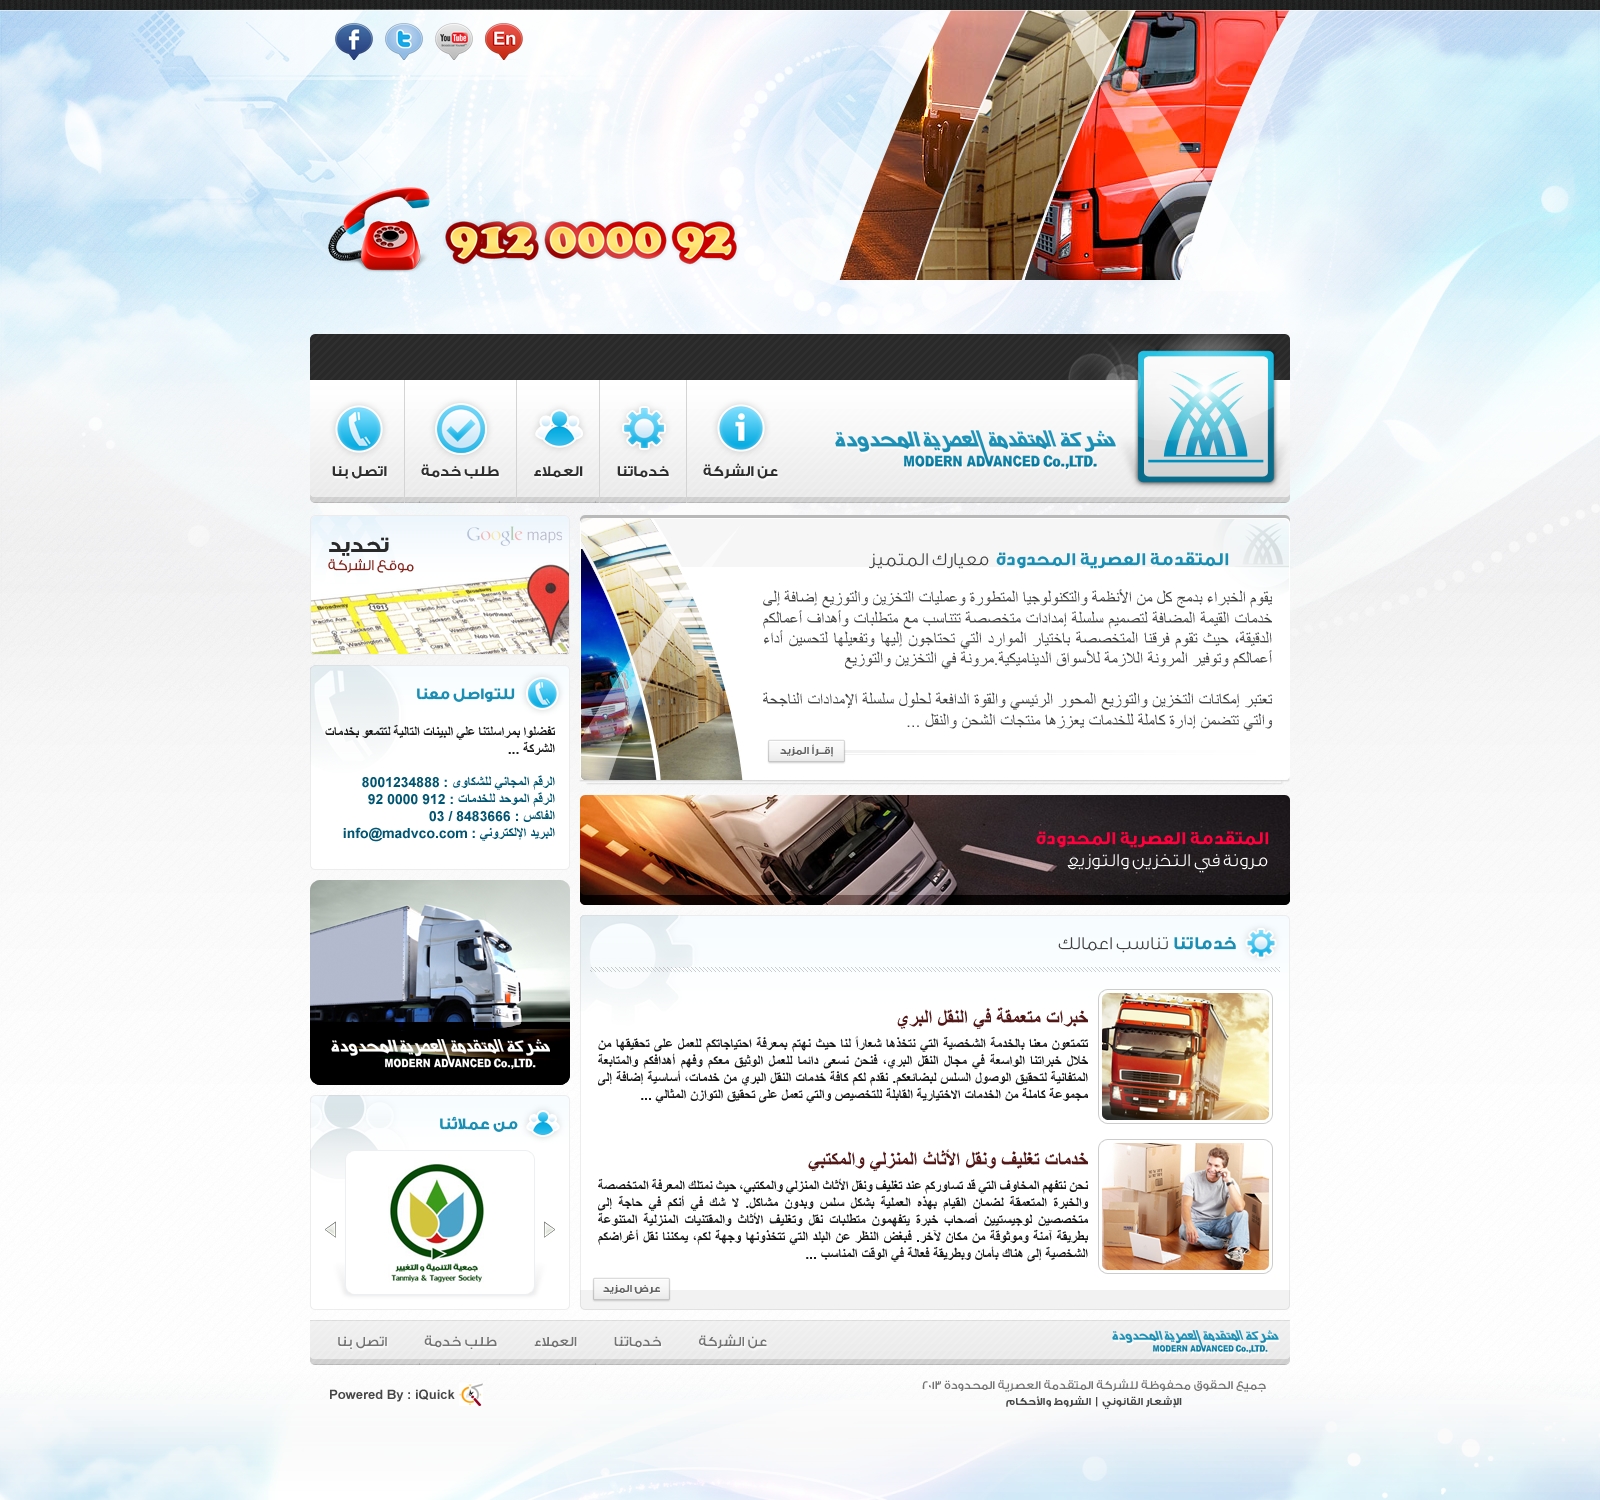 f
t
You Tube
En
912 0000 92
عن الشركة
خدماتنا
العملاء
طلب خدمة
اتصل بنا
شركة المتقدمة العصرية المحدودة
MODERN ADVANCED Co.,LTD.
المتقدمة العصرية المحدودة معيارك المتميز
يقوم الخبراء بدمج كل من الأنظمة والتكنولوجيا المتطورة وعمليات التخزين والتوزيع إضافة إلى
خدمات القيمة المضافة لتصميم سلسلة إمدادات متخصصة تتناسب مع متطلبات وأهداف أعمالكم
الدقيقة، حيث تقوم فرقنا المتخصصة باختيار الموارد التي تحتاجون إليها وتفعيلها لتحسين أداء
أعمالكم وتوفير المرونة اللازمة للأسواق الديناميكية.مرونة في التخزين والتوزيع
تعتبر إمكانات التخزين والتوزيع المحور الرئيسي والقوة الدافعة لحلول سلسلة الإمدادات الناجحة
والتي تتضمن إدارة كاملة للخدمات يعززها منتجات الشحن والنقل ...
إقـرأ المزيد
Google maps
تحديد
موقع الشركة
Broadway
101
للتواصل معنا
تفضلوا بمراسلتنا علي البينات التالية لتتمعو بخدمات
الشركة ...
الرقم المجاني للشكاوى : 8001234888
الرقم الموحد للخدمات : 912 0000 92
الفاكس : 8483666 / 03
البريد الإلكتروني : info@madvco.com
المتقدمة العصرية المحدودة
مرونة في التخزين والتوزيع
شركة المتقدمة العصرية المحدودة
MODERN ADVANCED Co.,LTD.
خدماتنا تناسب اعمالك
خبرات متعمقة في النقل البري
تتمتعون معنا بالخدمة الشخصية التي نتخذها شعاراً لنا حيث نهتم بمعرفة احتياجاتكم للعمل على تحقيقها من
خلال خبراتنا الواسعة في مجال النقل البري، فنحن نسعى دائما للعمل الوثيق معكم وفهم أهدافكم والمتابعة
المتفانية لتحقيق الوصول السلس لبضائعكم. نقدم لكم كافة خدمات النقل البري من خدمات، أساسية إضافة إلى
مجموعة كاملة من الخدمات الاختيارية القابلة للتخصيص والتي تعمل على تحقيق التوازن المثالي ...
خدمات تغليف ونقل الأثاث المنزلي والمكتبي
نحن نتفهم المخاوف التي قد تساوركم عند تغليف ونقل الأثاث المنزلي والمكتبي، حيث نمتلك المعرفة المتخصصة
والخبرة المتعمقة لضمان القيام بهذه العملية بشكل سلس وبدون مشاكل. لا شك في أنكم في حاجة إلى
متخصصين لوجيستيين أصحاب خبرة يتفهمون متطلبات نقل وتغليف الأثاث والمقتنيات المنزلية المتنوعة
بطريقة آمنة وموثوقة من مكان لآخر. فبغض النظر عن البلد التي تتخذونها وجهة لكم، يمكننا نقل أغراضكم
الشخصية إلى هناك بأمان وبطريقة فعالة في الوقت المناسب ...
عرض المزيد
من عملائنا
جمعية التنمية و التغيير
Tanmiya & Tagyeer Society
شركة المتقدمة العصرية المحدودة
MODERN ADVANCED Co.,LTD.
عن الشركة
خدماتنا
العملاء
طلب خدمة
اتصل بنا
جميع الحقوق محفوظة للشركة المتقدمة العصرية المحدودة ٢٠١٣
الإشعار القانوني | الشروط والأحكام
Powered By : iQuick